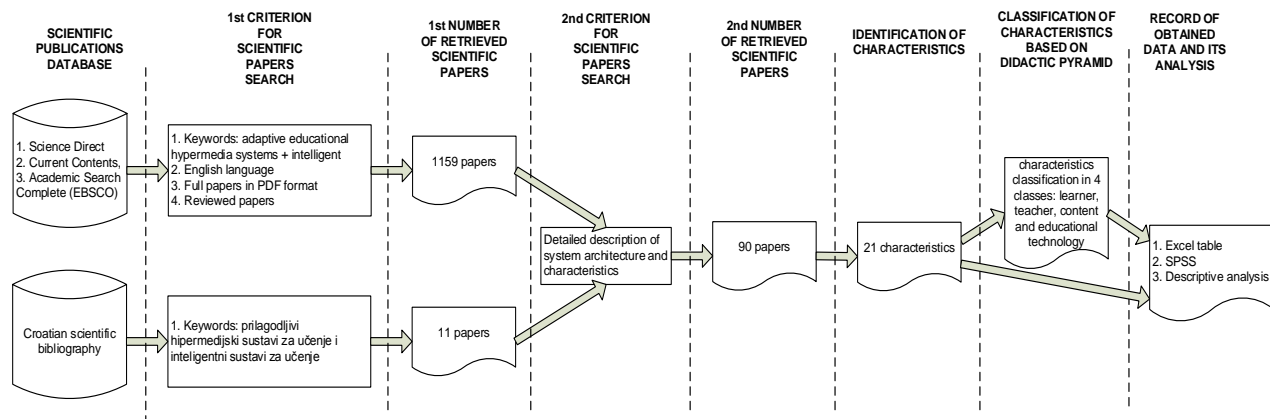 SCIENTIFIC
PUBLICATIONS
DATABASE
1st CRITERION
FOR
SCIENTIFIC
PAPERS
SEARCH
1st NUMBER
OF RETRIEVED
SCIENTIFIC
PAPERS
2nd CRITERION
FOR
SCIENTIFIC
PAPERS
SEARCH
2nd NUMBER
OF RETRIEVED
SCIENTIFIC
PAPERS
IDENTIFICATION OF
CHARACTERISTICS
CLASSIFICATION OF
CHARACTERISTICS
BASED ON
DIDACTIC PYRAMID
RECORD OF
OBTAINED
DATA AND ITS
ANALYSIS
1. Science Direct
2. Current Contents,
3. Academic Search
Complete (EBSCO)
1. Keywords: adaptive educational
hypermedia systems + intelligent
2. English language
3. Full papers in PDF format
4. Reviewed papers
1159 papers
Detailed description of
system architecture and
characteristics
90 papers
21 characteristics
characteristics
classification in 4
classes: learner,
teacher, content
and educational
technology
1. Excel table
2. SPSS
3. Descriptive analysis
Croatian scientific
bibliography
1. Keywords: prilagodljivi
hipermedijski sustavi za učenje i
inteligentni sustavi za učenje
11 papers